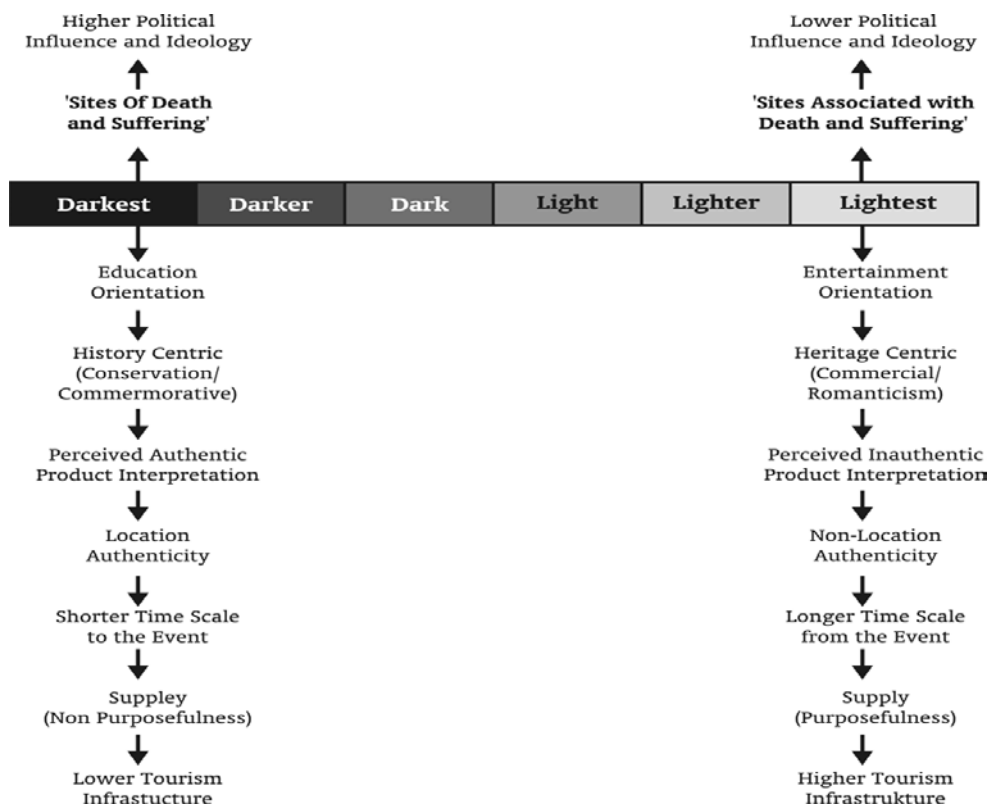 Higher Political
Influence and Ideology
'Sites Of Death
and Suffering'
Lower Political
Influence and Ideology
'Sites Associated with
Death and Suffering'
Darkest
Darker
Dark
Light
Lighter
Lightest
Education
Orientation
History Centric
(Conservation/
Commermorative)
Perceived Authentic
Product Interpretation
Location
Authenticity
Shorter Time Scale
to the Event
Suppley
(Non Purposefulness)
Lower Tourism
Infrastucture
Entertainment
Orientation
Heritage Centric
(Commercial/
Romanticism)
Perceived Inauthentic
Product Interpretation
Non-Location
Authenticity
Longer Time Scale
from the Event
Supply
(Purposefulness)
Higher Tourism
Infrastrukture